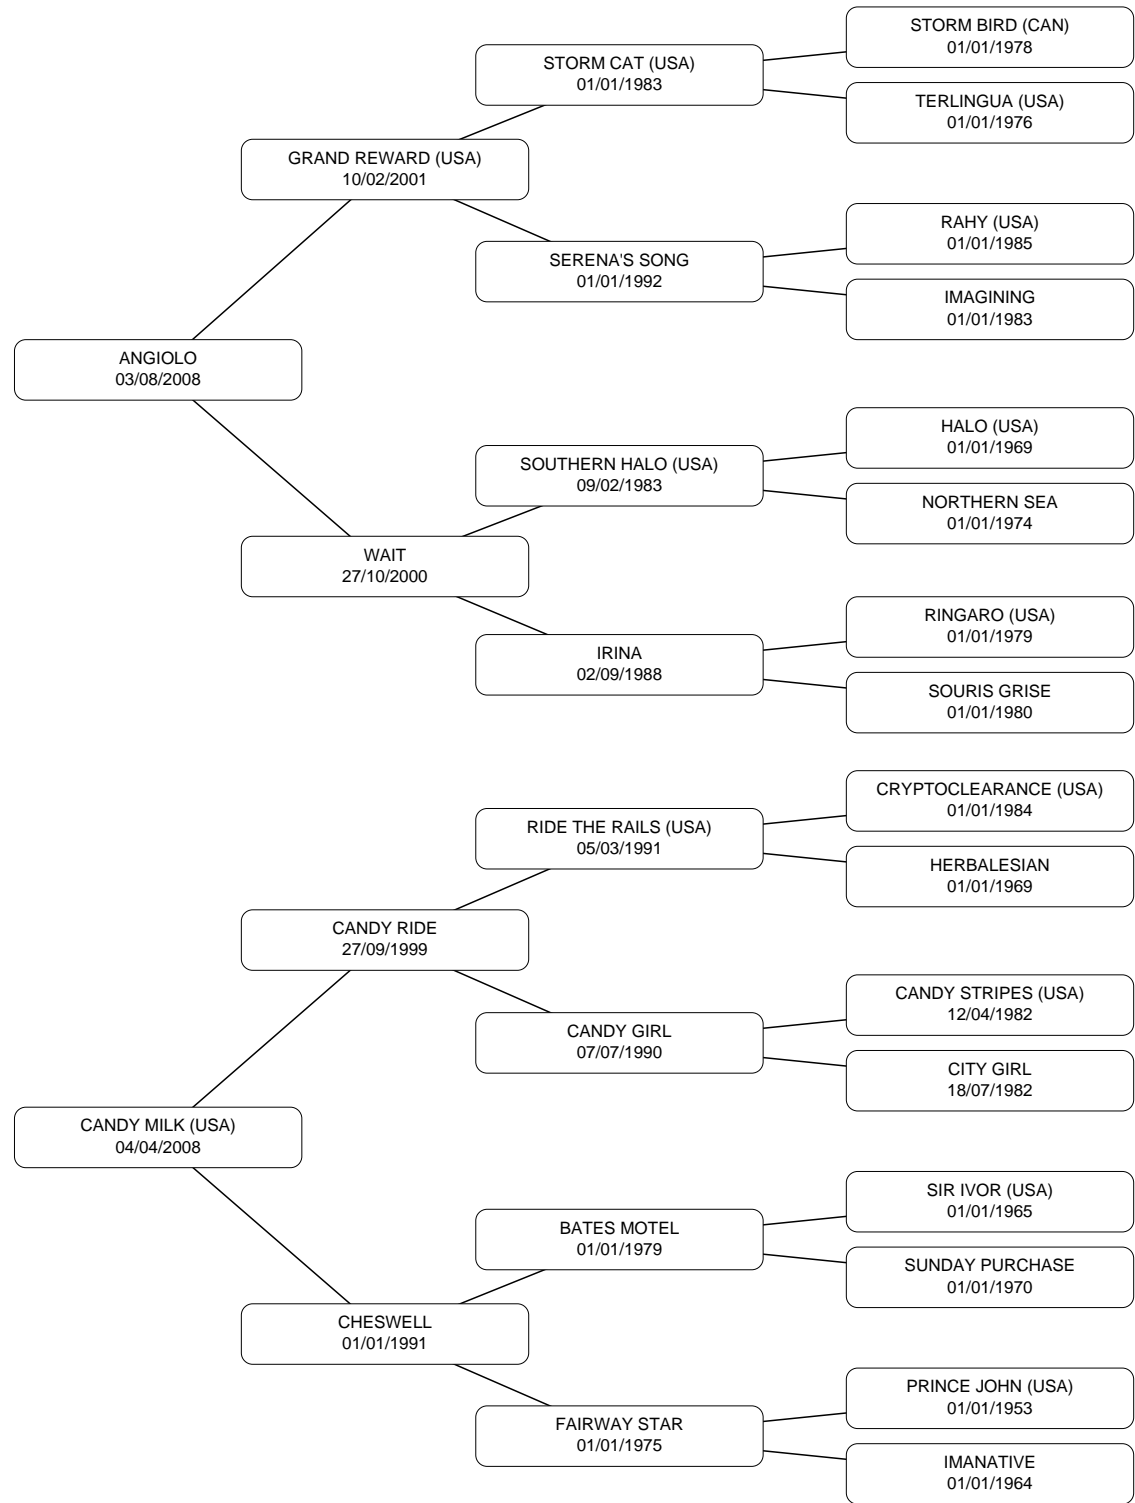 STORM BIRD (CAN)
01/01/1978
STORM CAT (USA)
01/01/1983
TERLINGUA (USA)
01/01/1976
GRAND REWARD (USA)
10/02/2001
RAHY (USA)
01/01/1985
SERENA'S SONG
01/01/1992
IMAGINING
01/01/1983
ANGIOLO
03/08/2008
HALO (USA)
01/01/1969
SOUTHERN HALO (USA)
09/02/1983
NORTHERN SEA
01/01/1974
WAIT
27/10/2000
RINGARO (USA)
01/01/1979
IRINA
02/09/1988
SOURIS GRISE
01/01/1980
CRYPTOCLEARANCE (USA)
01/01/1984
RIDE THE RAILS (USA)
05/03/1991
HERBALESIAN
01/01/1969
CANDY RIDE
27/09/1999
CANDY STRIPES (USA)
12/04/1982
CANDY GIRL
07/07/1990
CITY GIRL
18/07/1982
CANDY MILK (USA)
04/04/2008
SIR IVOR (USA)
01/01/1965
BATES MOTEL
01/01/1979
SUNDAY PURCHASE
01/01/1970
CHESWELL
01/01/1991
PRINCE JOHN (USA)
01/01/1953
FAIRWAY STAR
01/01/1975
IMANATIVE
01/01/1964